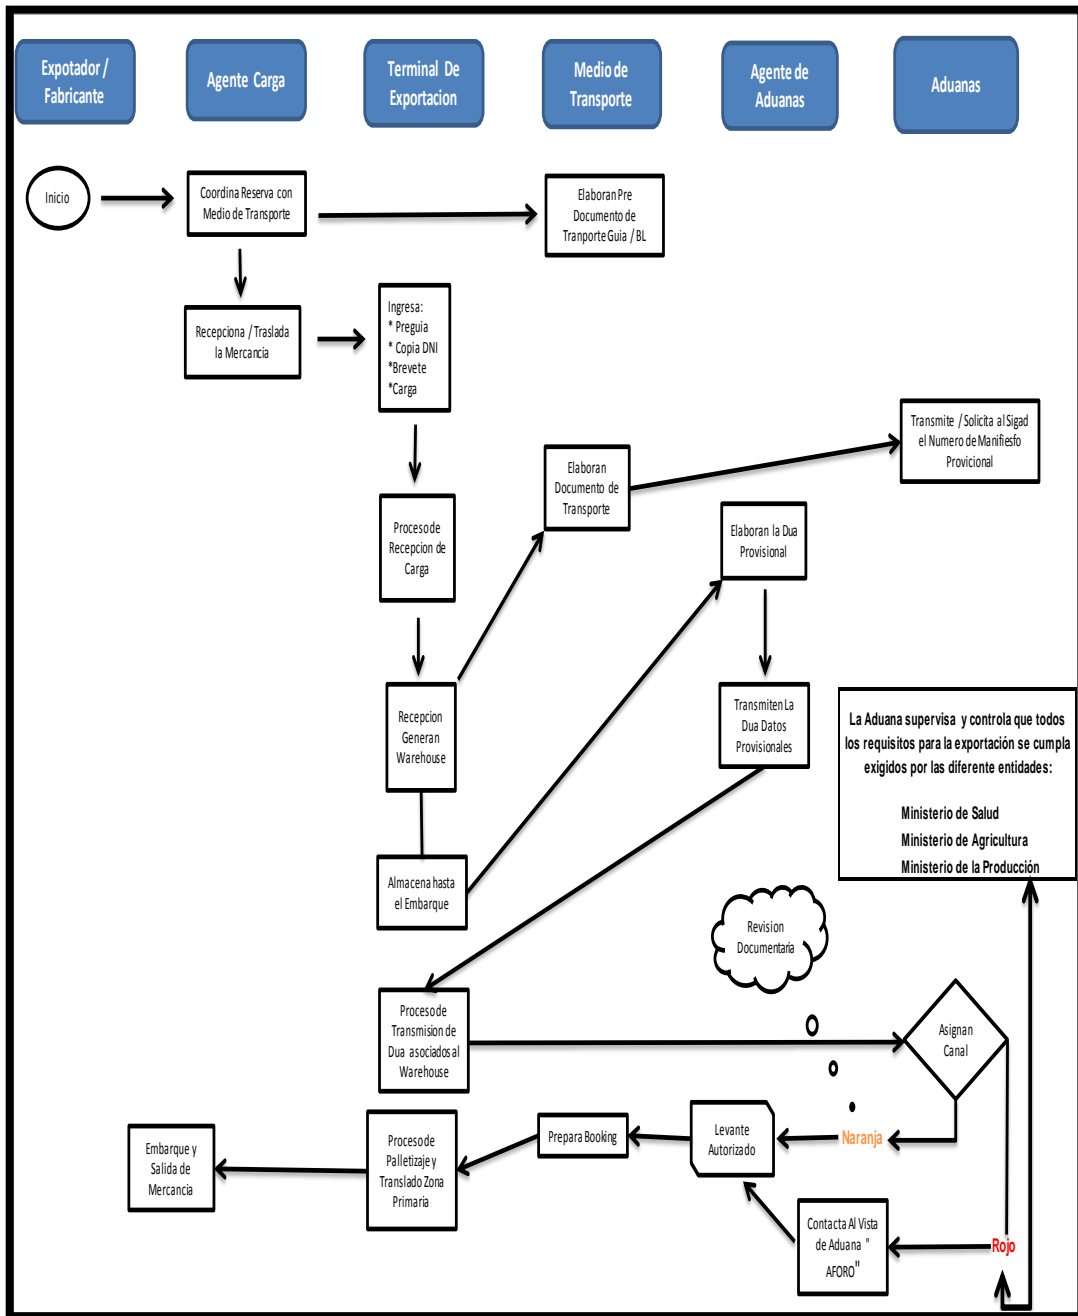 Expotador /
Fabricante
Agente Carga
Terminal De
Exportacion
Medio de
Transporte
Agente de
Aduanas
Aduanas
Inicio
Coordina Reserva con
Medio de Transporte
Elaboran Pre
Documento de
Tranporte Guia / BL
Recepciona / Traslada
la Mercancia
Ingresa:
* Preguia
* Copia DNI
*Brevete
*Carga
Transmite / Solicita al Sigad
el Numero de Manifiesfo
Provicional
Elaboran
Documento de
Transporte
Proceso de
Recepcion de
Carga
Elaboran la Dua
Provisional
Recepcion
Generan
Warehouse
Transmiten La
Dua Datos
Provisionales
La Aduana supervisa y controla que todos
los requisitos para la exportación se cumpla
exigidos por las diferente entidades:
Ministerio de Salud
Ministerio de Agricultura
Ministerio de la Producción
Almacena hasta
el Embarque
Revision
Documentaria
Proceso de
Transmision de
Dua asociados al
Warehouse
Asignan
Canal
Embarque y
Salida de
Mercancia
Proceso de
Palletizaje y
Translado Zona
Primaria
Prepara Booking
Levante
Autorizado
Naranja
Contacta Al Vista
de Aduana "
AFORO"
Rojo